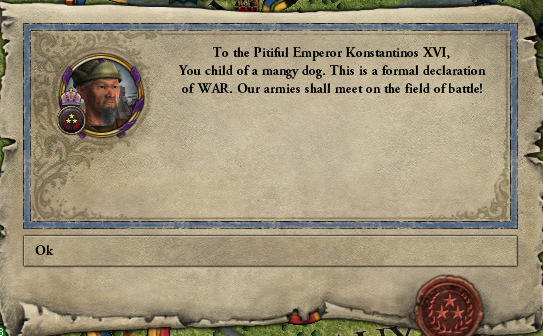 To the Pitiful Emperor Konstantinos XVI,
You child of a mangy dog. This is a formal declaration
of WAR. Our armies shall meet on the field of battle!
Ok